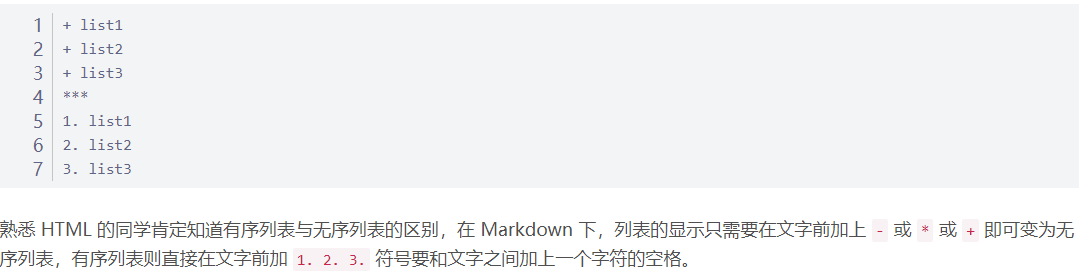 1 + list1
2 + list2
3 + list3
4 ***
5 1. list1
6 2. list2
7 3. list3
熟悉 HTML 的同学肯定知道有序列表与无序列表的区别，在 Markdown 下，列表的显示只需要在文字前加上 - 或 * 或 + 即可变为无
序列表，有序列表则直接在文字前加 1. 2. 3. 符号要和文字之间加上一个字符的空格。